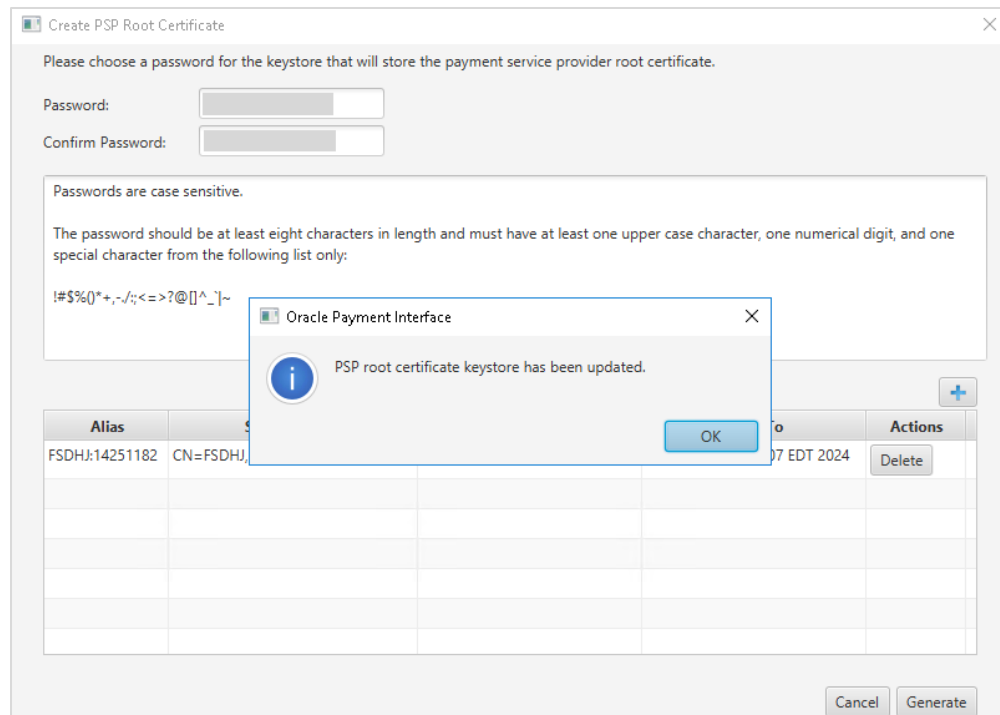 Create PSP Root Certificate
Please choose a password for the keystore that will store the payment service provider root certificate.
Password:
Confirm Password:
Passwords are case sensitive.
The password should be at least eight characters in length and must have at least one upper case character, one numerical digit, and one
special character from the following list only:
!#$%()*+,-./:;<=>?@[]^_`|~
Oracle Payment Interface
PSP root certificate keystore has been updated.
OK
Alias To Actions
FSDHJ:14251182 CN=FSDHJ, 07 EDT 2024 Delete
Cancel Generate